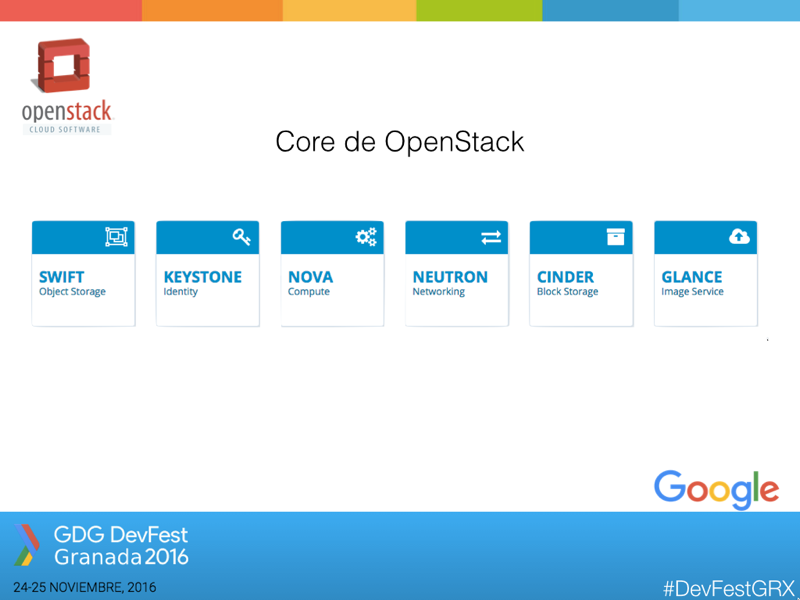 openstack
CLOUD SOFTWARE
Core de OpenStack
SWIFT
Object Storage
KEYSTONE
Identity
NOVA
Compute
NEUTRON
Networking
CINDER
Block Storage
GLANCE
Image Service
Google
GDG DevFest
Granada 2016
24-25 NOVIEMBRE, 2016
#DevFestGRX